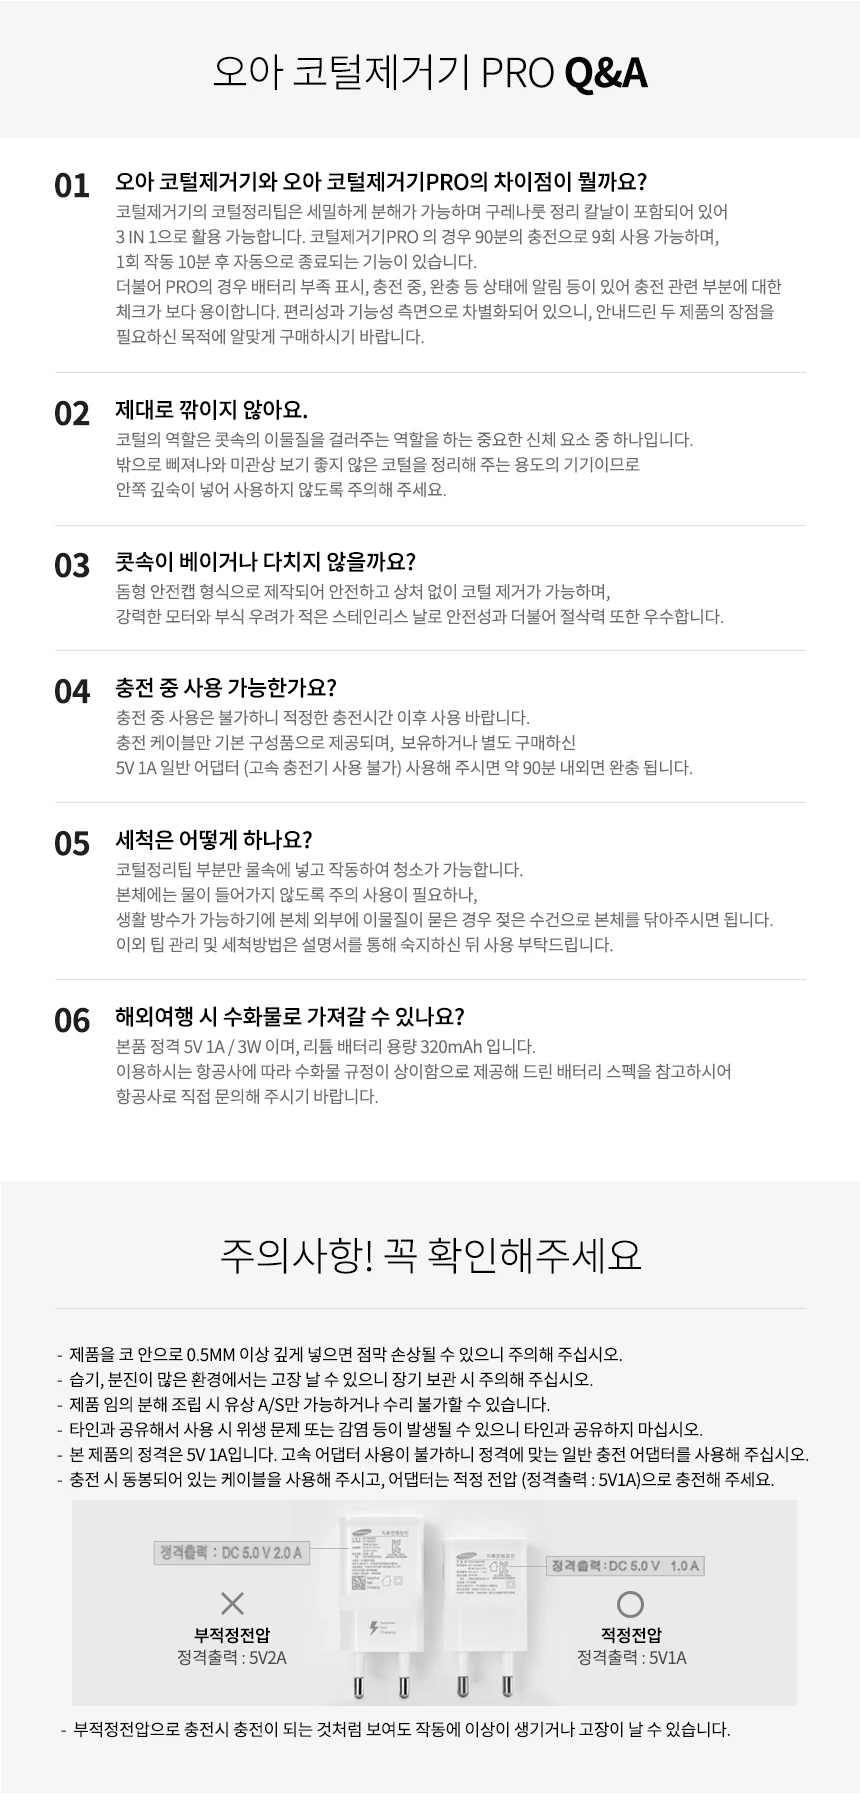 오아 코털제거기 PRO Q&A
01 오아 코털제거기와 오아 코털제거기PRO의 차이점이 뭘까요?
코털제거기의 코털정리팁은 세밀하게 분해가 가능하며 구레나룻 정리 칼날이 포함되어 있어
3 IN 1으로 활용 가능합니다. 코털제거기PRO 의 경우 90분의 충전으로 9회 사용 가능하며,
1회 작동 10분 후 자동으로 종료되는 기능이 있습니다.
더불어 PRO의 경우 배터리 부족 표시, 충전 중, 완충 등 상태에 알림 등이 있어 충전 관련 부분에 대한
체크가 보다 용이합니다. 편리성과 기능성 측면으로 차별화되어 있으니, 안내드린 두 제품의 장점을
필요하신 목적에 알맞게 구매하시기 바랍니다.
02 제대로 깎이지 않아요.
코털의 역할은 콧속의 이물질을 걸러주는 역할을 하는 중요한 신체 요소 중 하나입니다.
밖으로 삐져나와 미관상 보기 좋지 않은 코털을 정리해 주는 용도의 기기이므로
안쪽 깊숙이 넣어 사용하지 않도록 주의해 주세요.
03 콧속이 베이거나 다치지 않을까요?
돔형 안전캡 형식으로 제작되어 안전하고 상처 없이 코털 제거가 가능하며,
강력한 모터와 부식 우려가 적은 스테인리스 날로 안전성과 더불어 절삭력 또한 우수합니다.
04 충전 중 사용 가능한가요?
충전 중 사용은 불가하니 적정한 충전시간 이후 사용 바랍니다.
충전 케이블만 기본 구성품으로 제공되며, 보유하거나 별도 구매하신
5V 1A 일반 어댑터 (고속 충전기 사용 불가) 사용해 주시면 약 90분 내외면 완충 됩니다.
05 세척은 어떻게 하나요?
코털정리팁 부분만 물속에 넣고 작동하여 청소가 가능합니다.
본체에는 물이 들어가지 않도록 주의 사용이 필요하나,
생활 방수가 가능하기에 본체 외부에 이물질이 묻은 경우 젖은 수건으로 본체를 닦아주시면 됩니다.
이외 팁 관리 및 세척방법은 설명서를 통해 숙지하신 뒤 사용 부탁드립니다.
06 해외여행 시 수화물로 가져갈 수 있나요?
본품 정격 5V 1A / 3W 이며, 리튬 배터리 용량 320mAh 입니다.
이용하시는 항공사에 따라 수화물 규정이 상이함으로 제공해 드린 배터리 스펙을 참고하시어
항공사로 직접 문의해 주시기 바랍니다.
주의사항! 꼭 확인해주세요
- 제품을 코 안으로 0.5MM 이상 깊게 넣으면 점막 손상될 수 있으니 주의해 주십시오.
- 습기, 분진이 많은 환경에서는 고장 날 수 있으니 장기 보관 시 주의해 주십시오.
- 제품 임의 분해 조립 시 유상 A/S만 가능하거나 수리 불가할 수 있습니다.
- 타인과 공유해서 사용 시 위생 문제 또는 감염 등이 발생될 수 있으니 타인과 공유하지 마십시오.
- 본 제품의 정격은 5V 1A입니다. 고속 어댑터 사용이 불가하니 정격에 맞는 일반 충전 어댑터를 사용해 주십시오.
- 충전 시 동봉되어 있는 케이블을 사용해 주시고, 어댑터는 적정 전압 (정격출력 : 5V1A)으로 충전해 주세요.
정격출력 : DC 5.0 V 2.0 A
정격출력 : DC 5.0 V 1.0 A
부적정전압
정격출력 : 5V2A
적정전압
정격출력 : 5V1A
- 부적정전압으로 충전시 충전이 되는 것처럼 보여도 작동에 이상이 생기거나 고장이 날 수 있습니다.